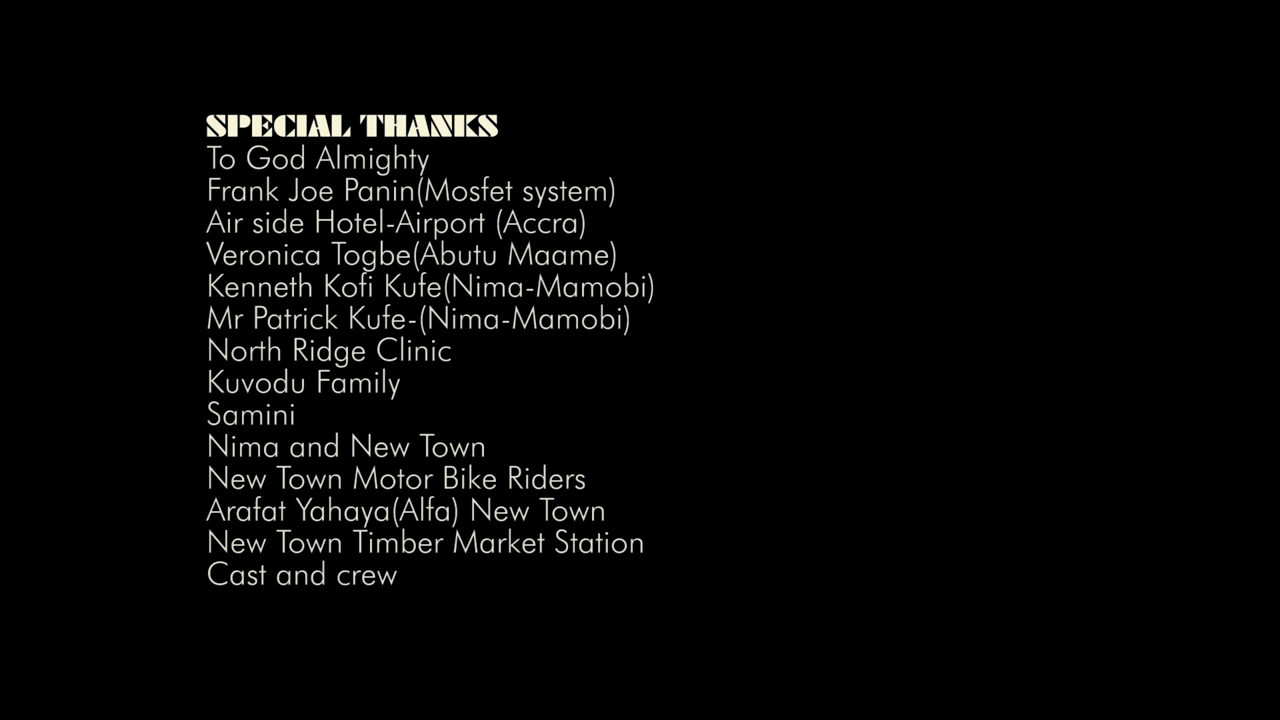 SPECIAL THANKS
To God Almighty
Frank Joe Panin(Mosfet system)
Air side Hotel-Airport (Accra)
Veronica Togbe(Abutu Maame)
Kenneth Kofi Kufe(Nima-Mamobi)
Mr Patrick Kufe-(Nima-Mamobi)
North Ridge Clinic
Kuvodu Family
Samini
Nima and New Town
New Town Motor Bike Riders
Arafat Yahaya(Alfa) New Town
New Town Timber Market Station
Cast and crew